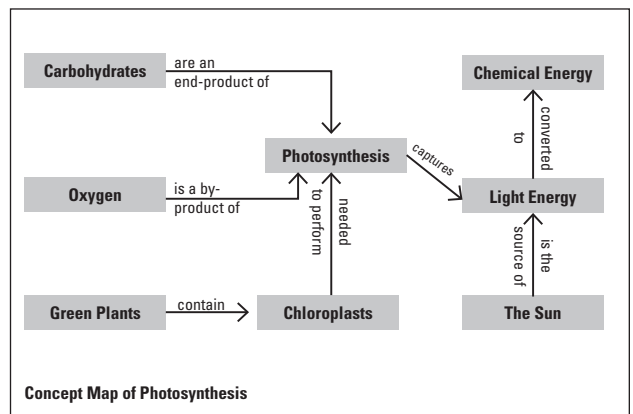 Carbohydrates
are an
end-product of
Chemical Energy
converted
to
Photosynthesis
captures
Oxygen
is a by-
product of
needed
to perform
Light Energy
is the
source of
Green Plants
contain
Chloroplasts
The Sun
Concept Map of Photosynthesis